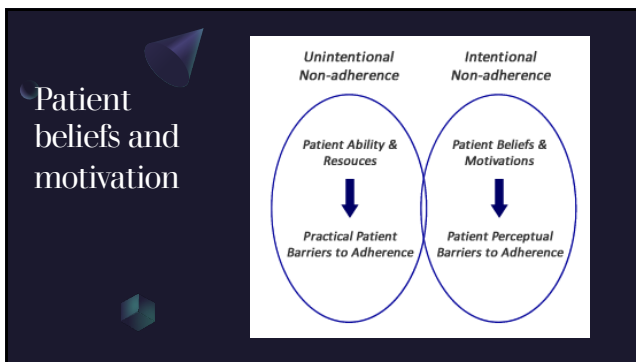 Patient
beliefs and
motivation
Unintentional
Non-adherence
Patient Ability &
Resouces
Practical Patient
Barriers to Adherence
Intentional
Non-adherence
Patient Beliefs &
Motivations
Patient Perceptual
Barriers to Adherence